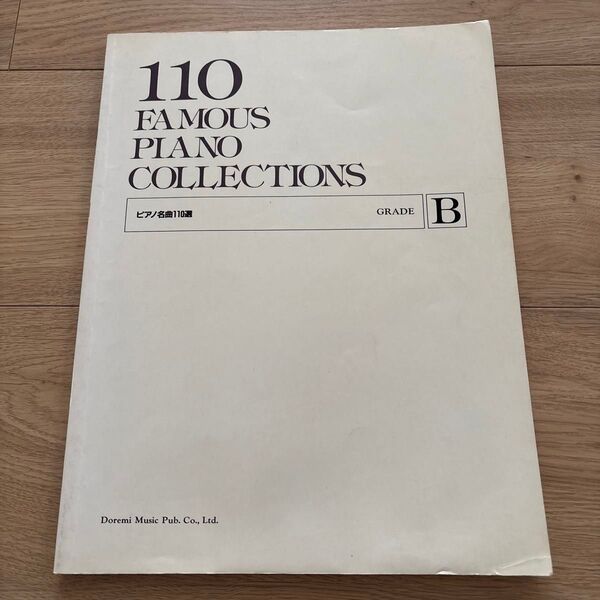 110
FAMOUS
PIANO
COLLECTIONS
ピアノ名曲110選
GRADE B
Doremi Music Pub. Co., Ltd.